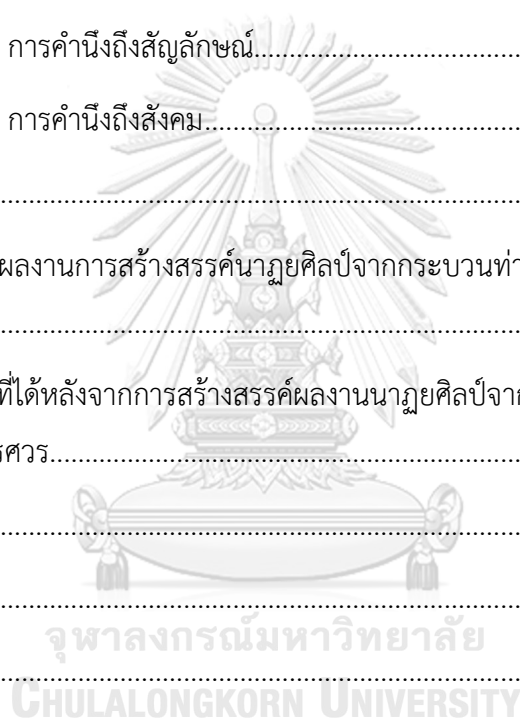 การคำนึงถึงสัญลักษณ์..............................................
การคำนึงถึงสังคม..................................................
......................................................................
ผลงานการสร้างสรรค์นาฏยศิลป์จากกระบวนท่า
......................................................................
ที่ได้หลังจากการสร้างสรรค์ผลงานนาฏยศิลป์จาก
รศวร................................................................
......................................................................
......................................................................
จุฬาลงกรณ์มหาวิทยาลัย
......................................................................
CHULALONGKORN UNIVERSITY